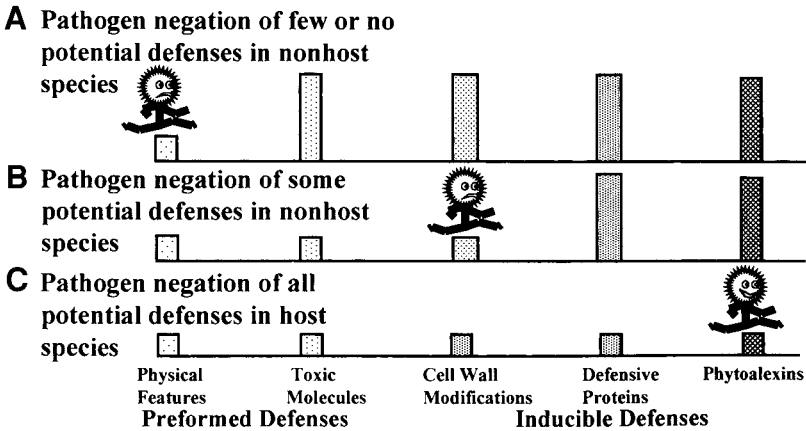 A Pathogen negation of few or no
potential defenses in nonhost
species
B Pathogen negation of some
potential defenses in nonhost
species
C Pathogen negation of all
potential defenses in host
species
Physical
Features
Toxic
Molecules
Cell Wall
Modifications
Defensive
Proteins
Phytoalexins
Preformed Defenses
Inducible Defenses